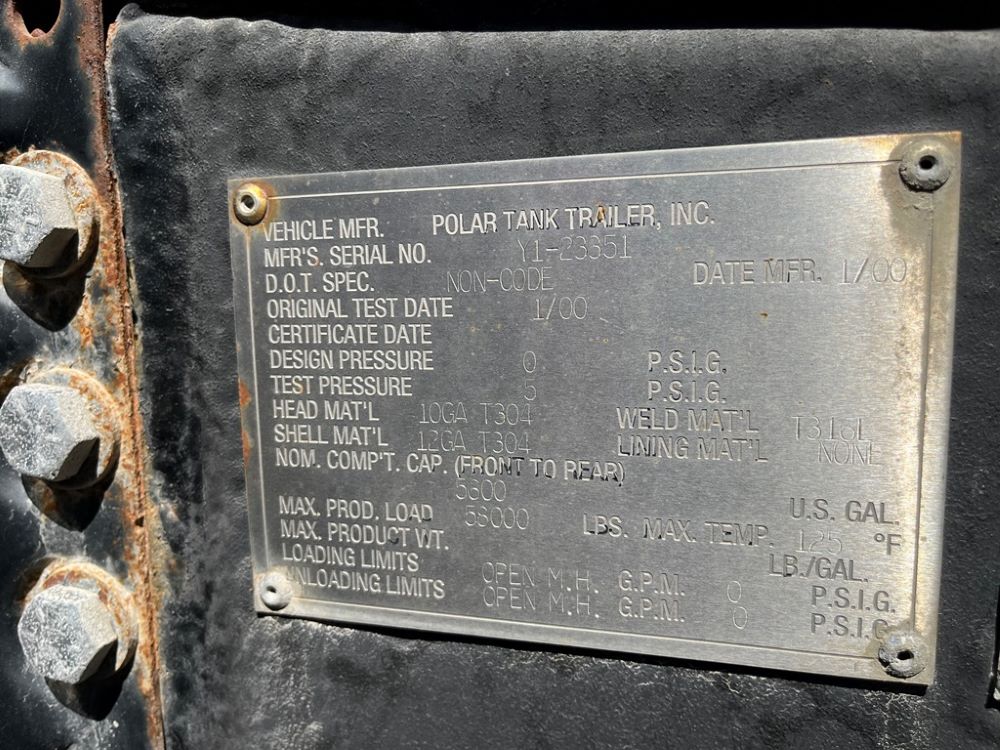 VEHICLE MFR. POLAR TANK TRAILER, INC.
MFR'S. SERIAL NO. Y1-23351
D.O.T. SPEC. NON-CODE DATE MFR. 1/00
ORIGINAL TEST DATE 1/00
CERTIFICATE DATE
DESIGN PRESSURE 0 P.S.I.G.
TEST PRESSURE 5 P.S.I.G.
HEAD MAT'L 10GA T304 WELD MAT'L T316L
SHELL MAT'L 12GA T304 LINING MAT'L NONE
NOM. COMP'T. CAP. (FRONT TO REAR)
5600 U.S. GAL.
MAX. PROD. LOAD 56000 LBS. MAX. TEMP. 125 °F
MAX. PRODUCT WT. LB./GAL.
LOADING LIMITS OPEN M.H. G.P.M. 0 P.S.I.G.
UNLOADING LIMITS OPEN M.H. G.P.M. 0 P.S.I.G.